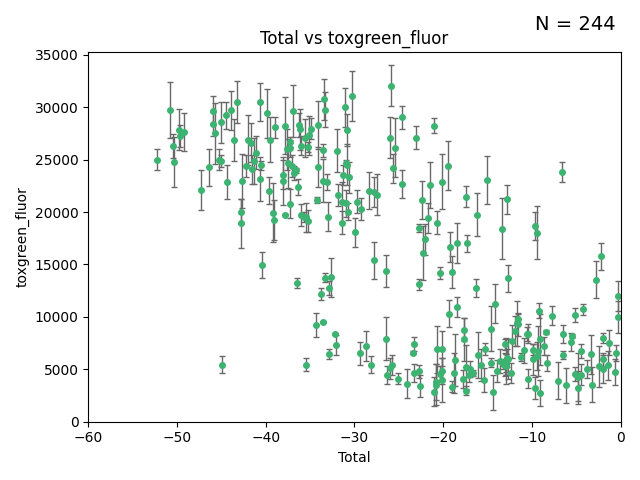 N = 244
Total vs toxgreen_fluor
35000
30000
25000
20000
15000
10000
5000
0
toxgreen_fluor
−60 −50 −40 −30 −20 −10 0
Total